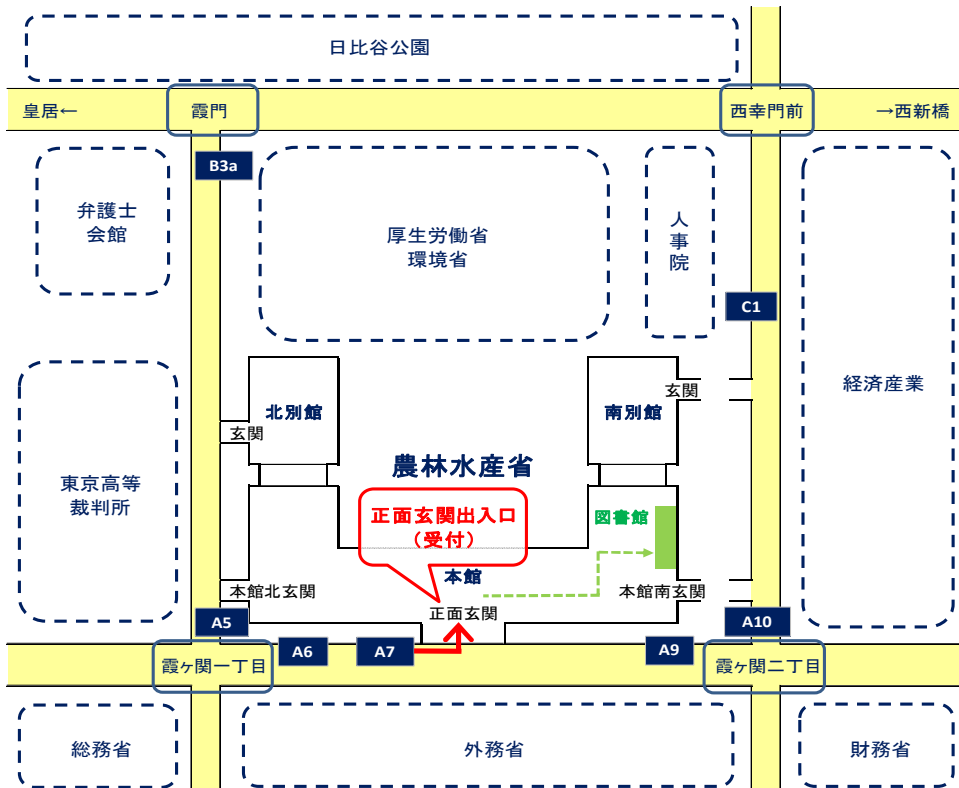 日比谷公園
皇居←
霞門
西幸門前
→西新橋
B3a
弁護士
会館
厚生労働省
環境省
人事院
C1
経済産業
北別館
玄関
南別館
玄関
東京高等
裁判所
農林水産省
正面玄関出入口
(受付)
図書館
本館
本館北玄関
正面玄関
本館南玄関
A5
A6
A7
A9
A10
霞ヶ関一丁目
霞ヶ関二丁目
総務省
外務省
財務省